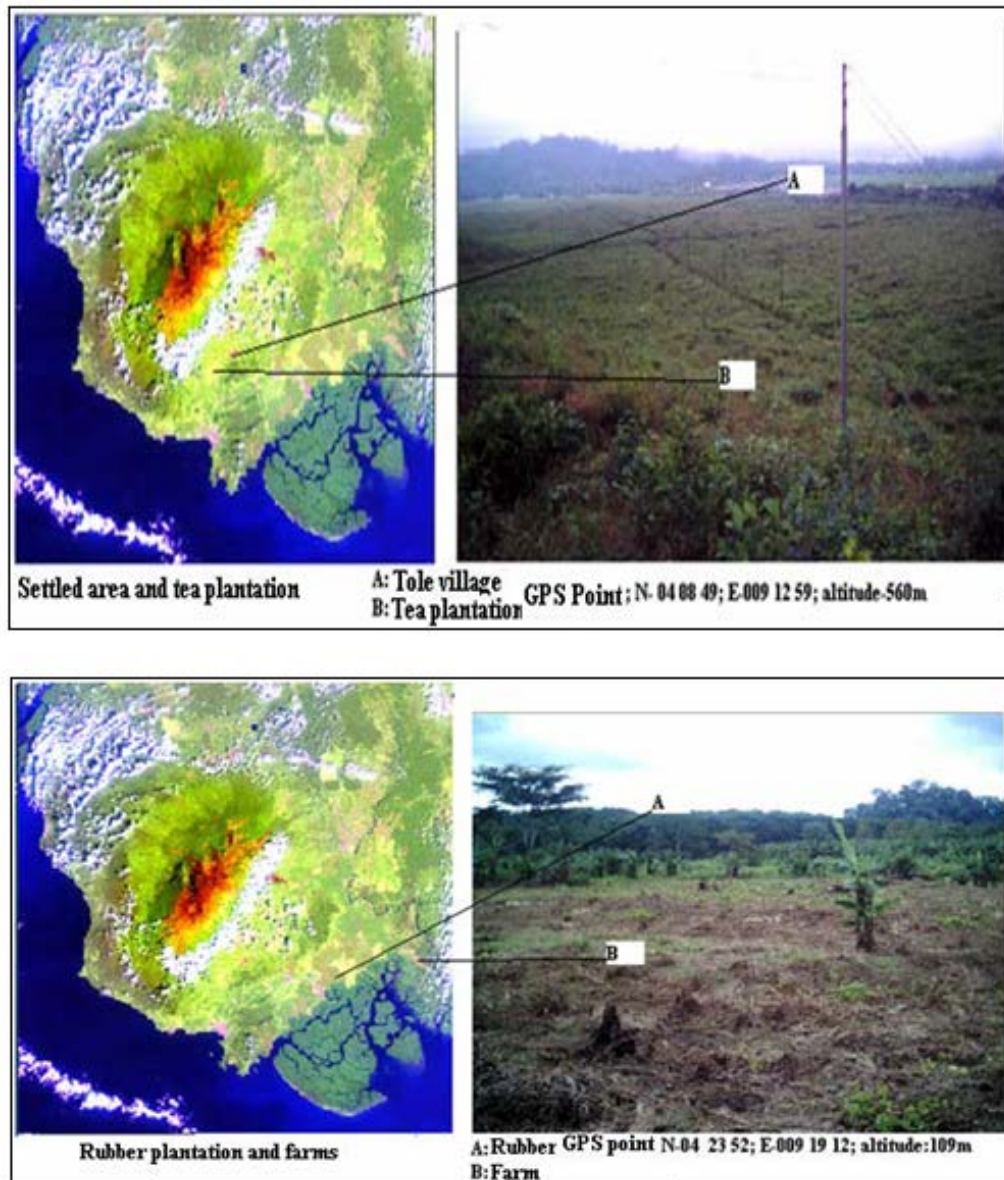 A
B
Settled area and tea plantation
A: Tole village
B: Tea plantation
GPS Point; N- 04 08 49; E-009 12 59; altitude-560m
A
B
Rubber plantation and farms
A: Rubber
B: Farm
GPS point N-04 23 52; E-009 19 12; altitude:109m